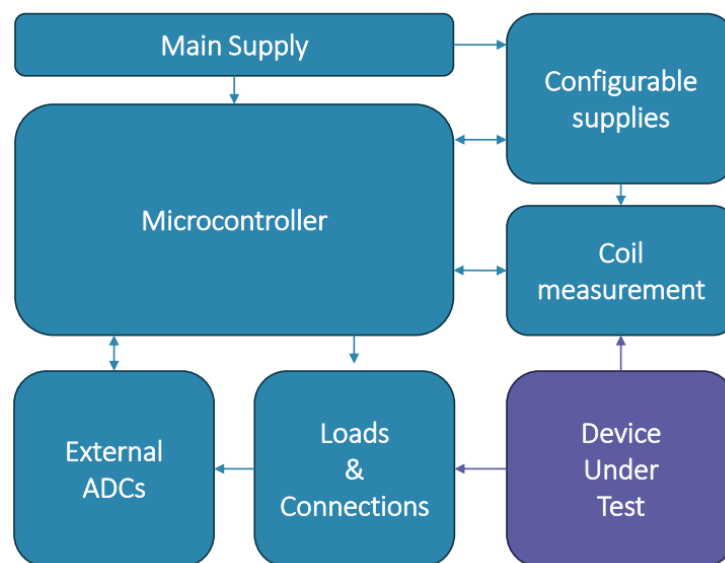 Main Supply
Configurable
supplies
Microcontroller
Coil
measurement
External
ADCs
Loads
&
Connections
Device
Under
Test